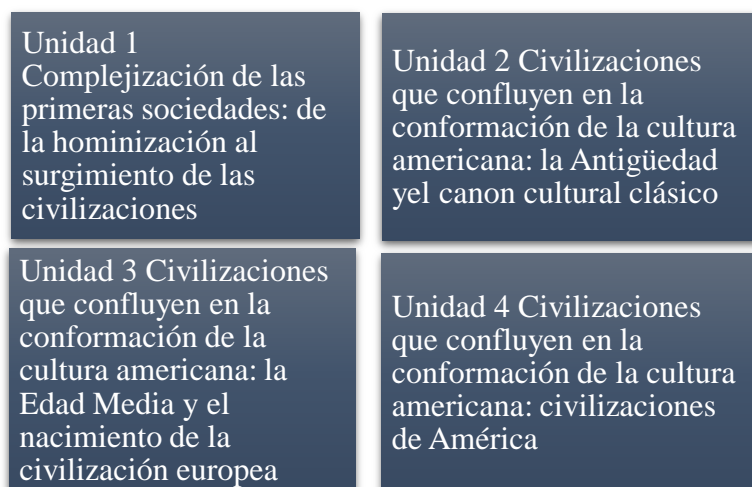 Unidad 1
Complejización de las
primeras sociedades: de
la hominización al
surgimiento de las
civilizaciones
Unidad 2 Civilizaciones
que confluyen en la
conformación de la cultura
americana: la Antigüedad
yel canon cultural clásico
Unidad 3 Civilizaciones
que confluyen en la
conformación de la
cultura americana: la
Edad Media y el
nacimiento de la
civilización europea
Unidad 4 Civilizaciones
que confluyen en la
conformación de la cultura
americana: civilizaciones
de América